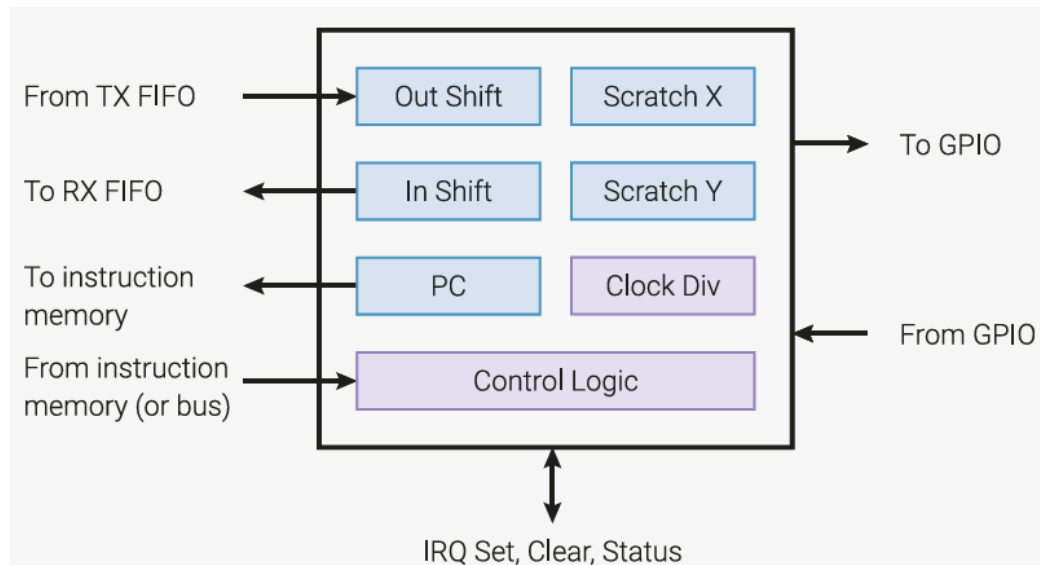 From TX FIFO
Out Shift
Scratch X
To GPIO
To RX FIFO
In Shift
Scratch Y
To instruction
memory
PC
Clock Div
From GPIO
From instruction
memory (or bus)
Control Logic
IRQ Set, Clear, Status